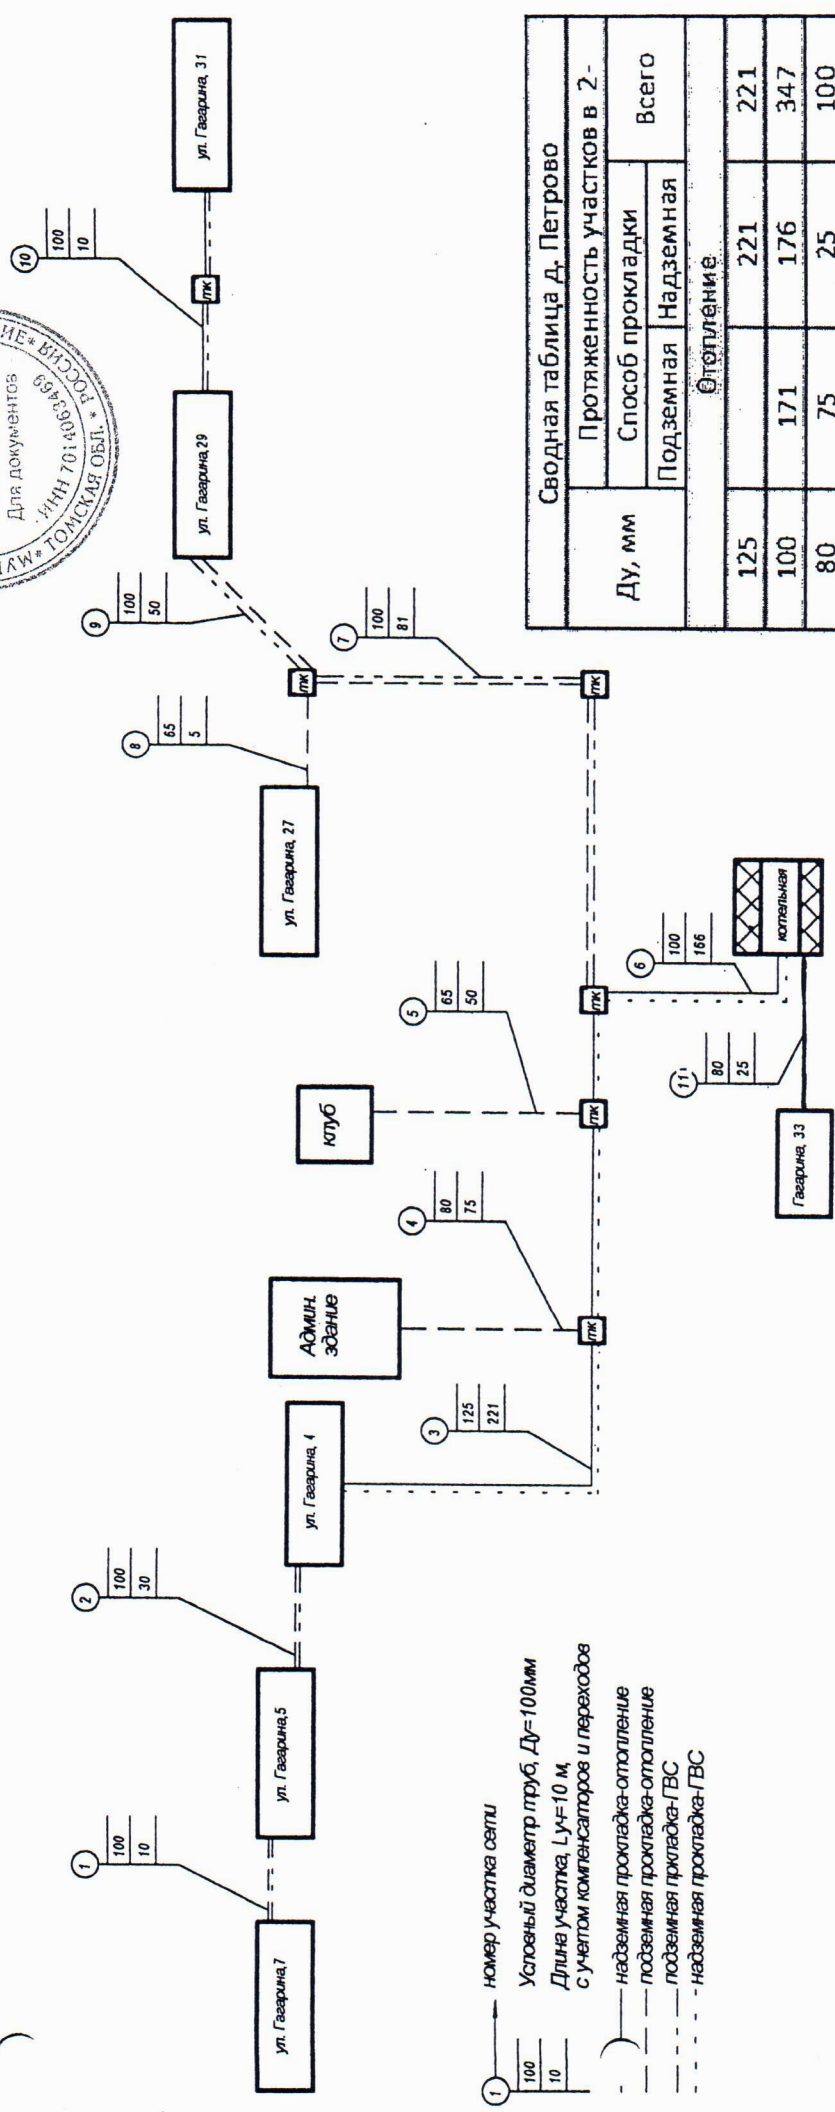 МУ
* ТОМСКАЯ ОБЛ. * РОССИЯ *
ИНН 7014063469
Для документов
1
100
10
2
100
30
3
125
221
4
80
75
5
65
50
6
100
166
7
100
81
8
65
5
9
100
50
10
100
10
11
80
25
ул. Гагарина,7
ул. Гагарина,5
ул. Гагарина, 4
Админ.
здание
клуб
ул. Гагарина, 27
ул. Гагарина,29
ул. Гагарина, 31
Гагарина, 33
котельная
тк
тк
тк
тк
тк
тк
1
номер участка сети
100
10
Условный диаметр труб, Ду=100мм
Длина участка, Lуч=10 м,
с учетом компенсаторов и переходов
надземная прокладка-отопление
подземная прокладка-отопление
подземная пркладка-ГВС
надземная прокладка-ГВС
Сводная таблица д. Петрово
Ду, мм
Протяженность участков в 2-
Способ прокладки
Всего
Подземная Надземная
Отопление
125 221 221
100 171 176 347
80 75 25 100